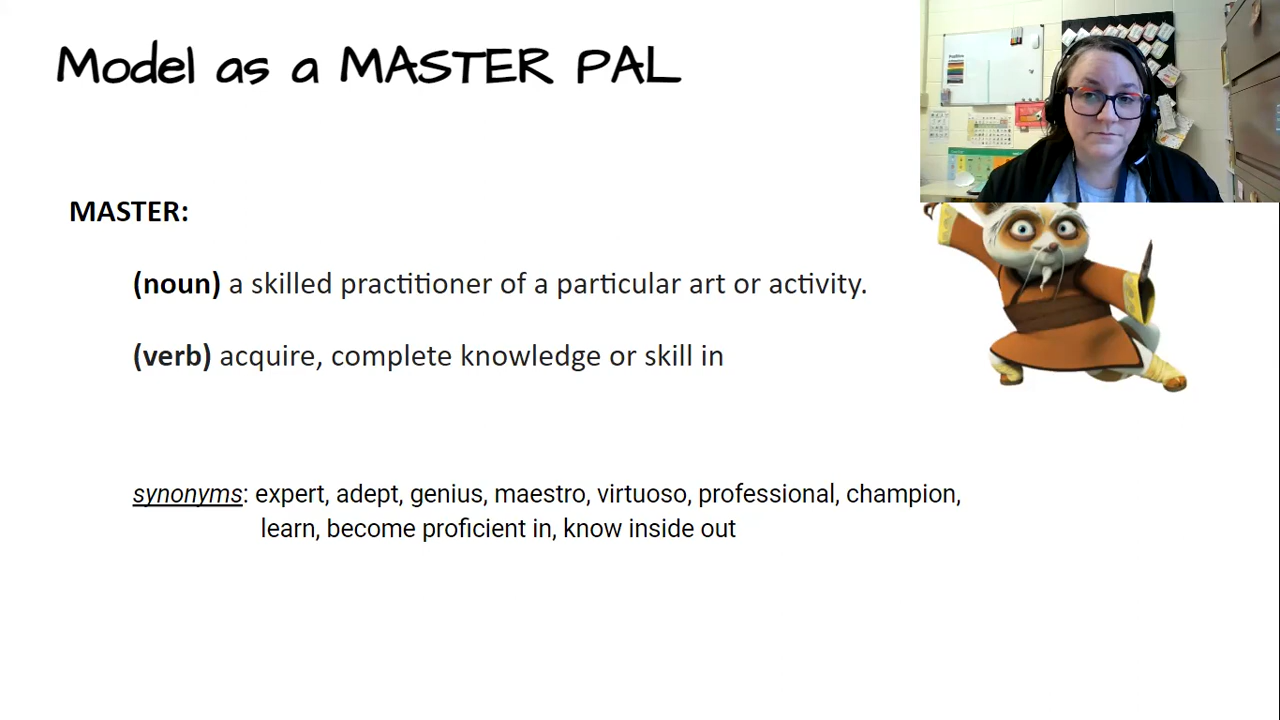 Model as a MASTER PAL
MASTER:
(noun) a skilled practitioner of a particular art or activity.
(verb) acquire, complete knowledge or skill in
synonyms: expert, adept, genius, maestro, virtuoso, professional, champion,
learn, become proficient in, know inside out